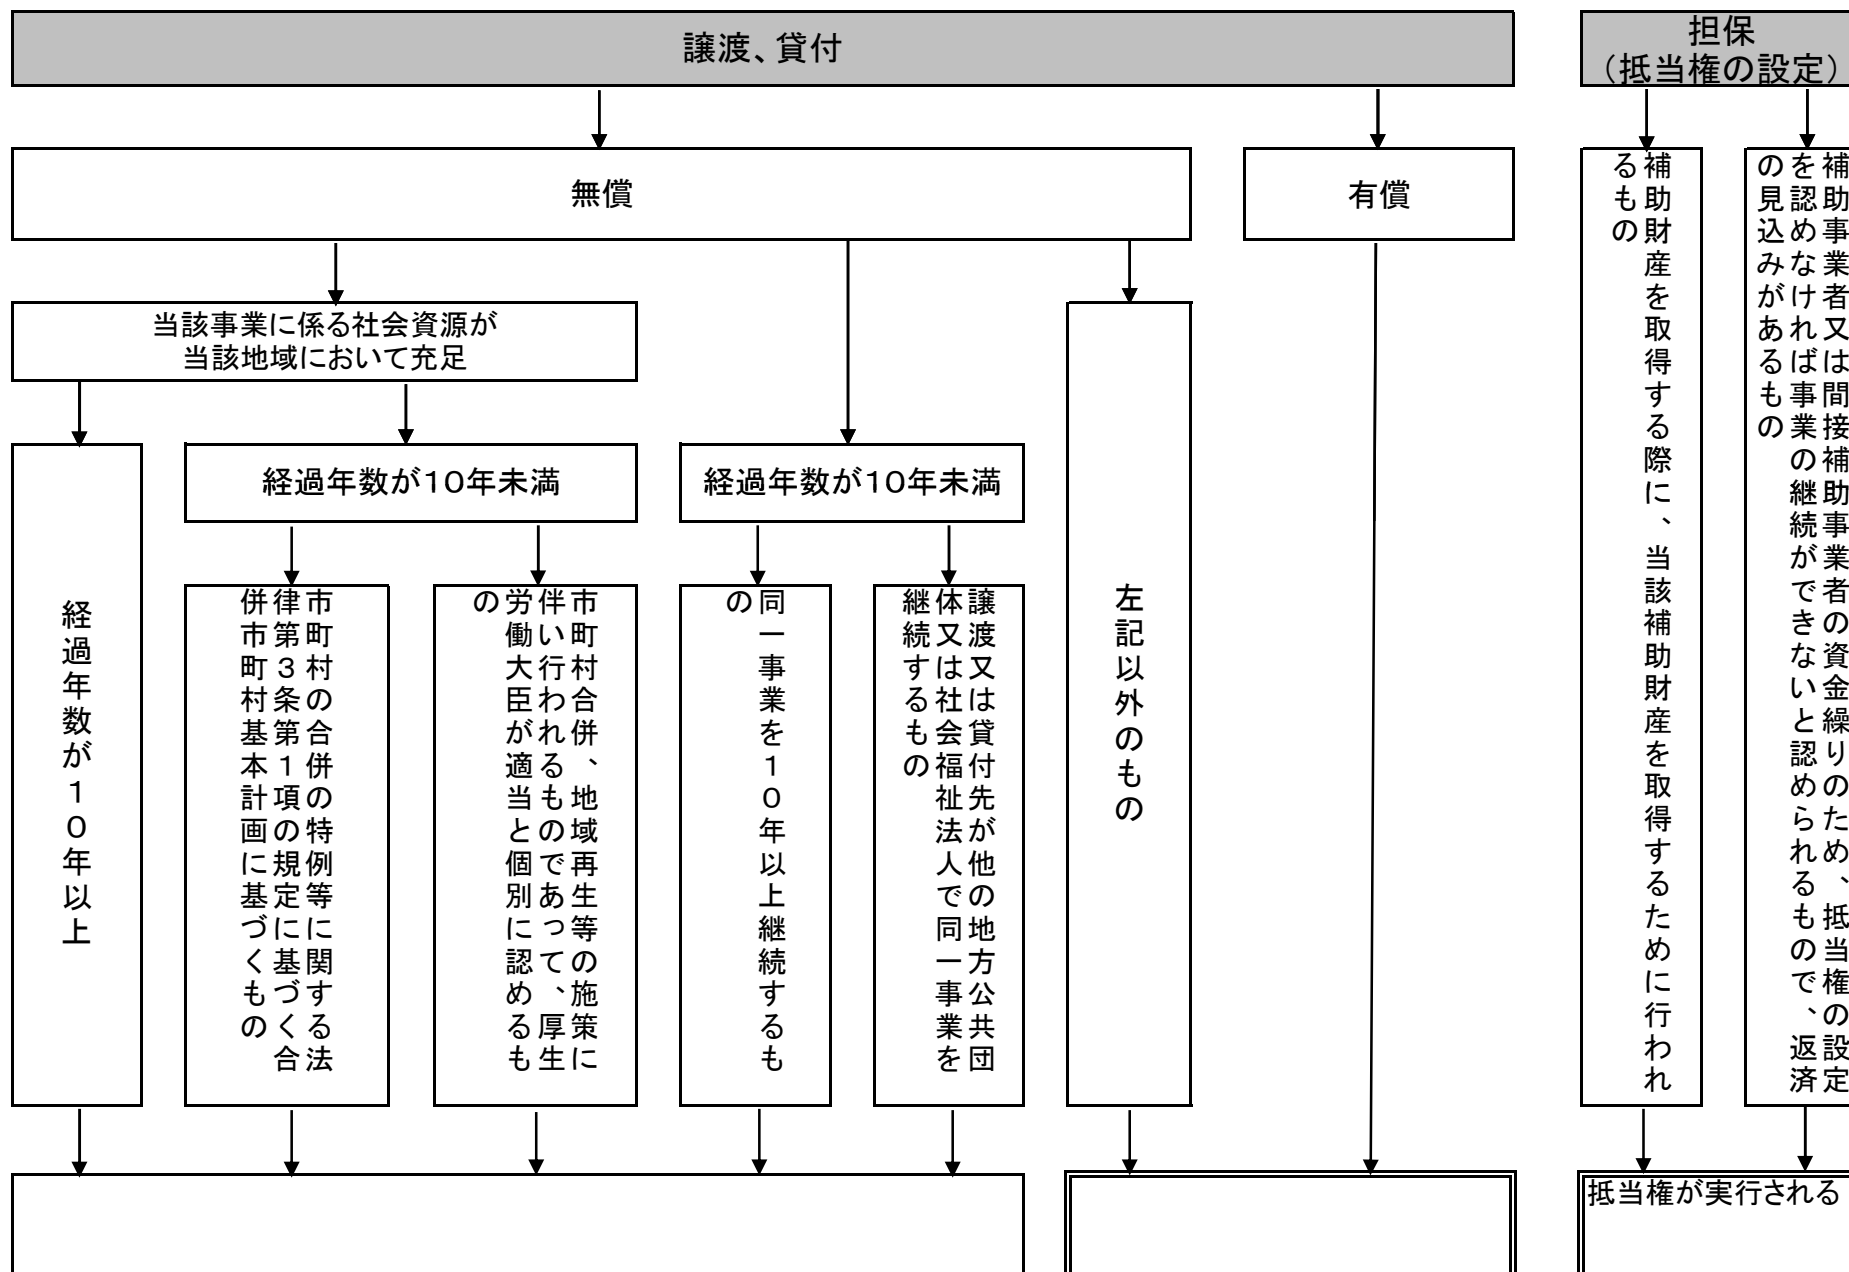 譲渡、貸付
担保
（抵当権の設定）
無償
有償
当該事業に係る社会資源が
当該地域において充足
経過年数が10年未満
経過年数が10年未満
経過年数が１０年以上
市町村の合併の特例等に関する法
律第３条第１項の規定に基づく合
併市町村基本計画に基づくもの
市町村合併、地域再生等の施策に
伴い行われるものであって、厚生
労働大臣が適当と個別に認めるも
の
同一事業を１０年以上継続するも
の
譲渡又は貸付先が他の地方公共団
体又は社会福祉法人で同一事業を
継続するもの
左記以外のもの
補助財産を取得する際に、当該補助財産を取得するために行われ
るもの
補助事業者又は間接補助事業者の資金繰りのため、抵当権の設定
を認めなければ事業の継続ができないと認められるもので、返済
の見込みがあるもの
抵当権が実行される